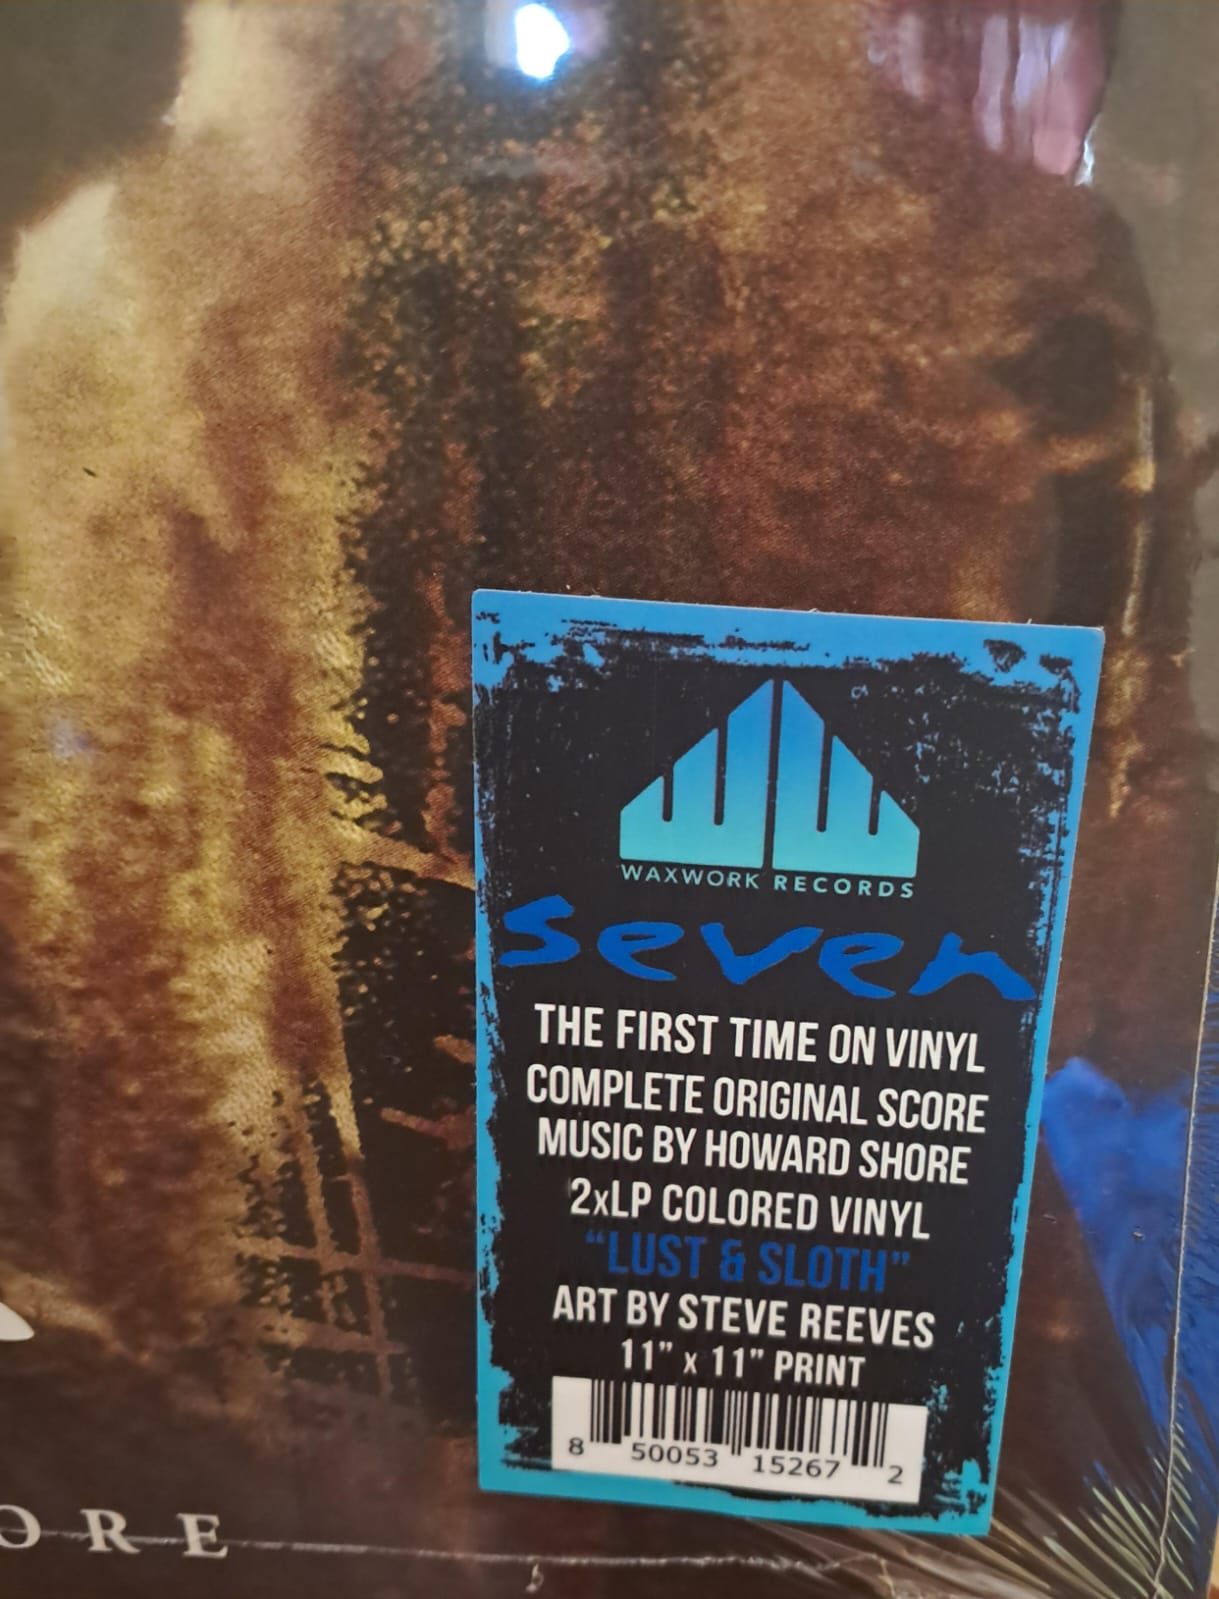 WAXWORK RECORDS
seven
THE FIRST TIME ON VINYL
COMPLETE ORIGINAL SCORE
MUSIC BY HOWARD SHORE
2xLP COLORED VINYL
“LUST & SLOTH”
ART BY STEVE REEVES
11” x 11” PRINT
8 50053 15267 2
ORE